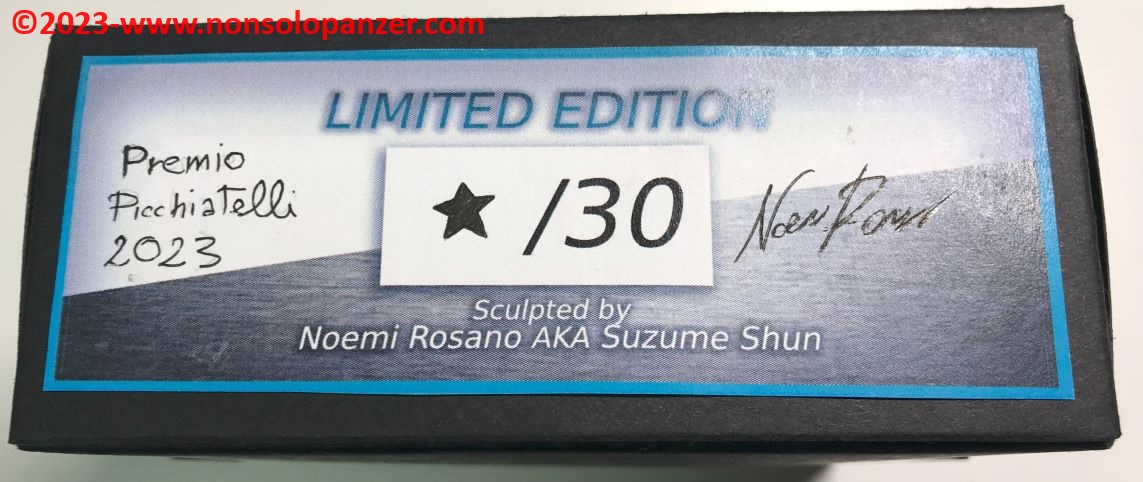 ©2023-www.nonsolopanzer.com
LIMITED EDITION
Premio
Picchiatelli
2023
★ /30
Sculpted by
Noemi Rosano AKA Suzume Shun